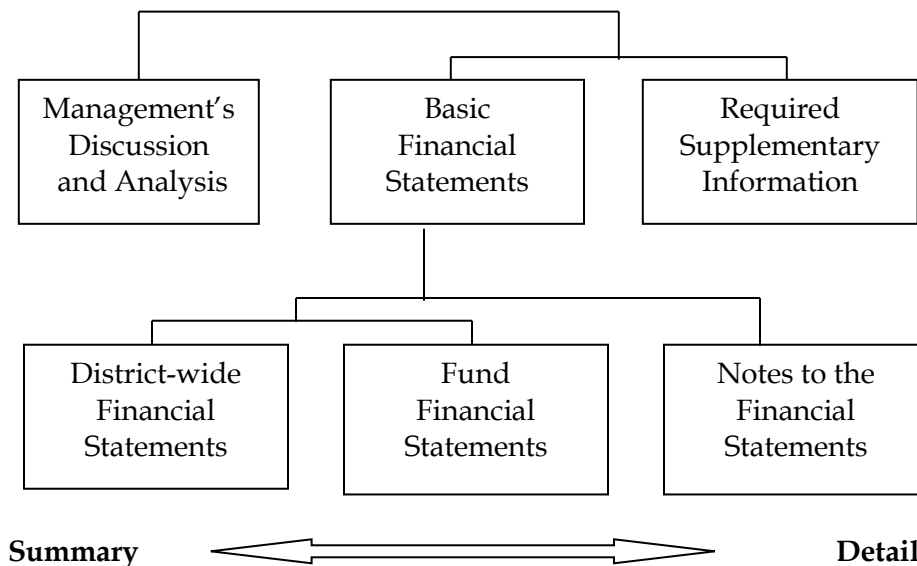 Management’s
Discussion
and Analysis
Basic
Financial
Statements
Required
Supplementary
Information
District-wide
Financial
Statements
Fund
Financial
Statements
Notes to the
Financial
Statements
Summary
Detail